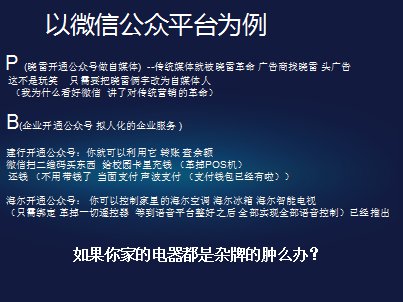 以微信公众平台为例
P (晓雷开通公众号做自媒体) --传统媒体就被晓雷革命 广告商找晓雷 头广告
这不是玩笑 只需要把晓雷俩字改为自媒体人
（我为什么看好微信 讲了对传统营销的革命）
B(企业开通公众号 拟人化的企业服务 )
建行开通公众号：你就可以利用它 转账 查余额
微信扫二维码买东西 给校园卡里充钱 （革掉POS机）
还钱 （不用带钱了 当面支付 声波支付 （支付钱包已经有啦））
海尔开通公众号： 你可以控制家里的海尔空调 海尔冰箱 海尔智能电视
（只需绑定 革掉一切遥控器 等到语音平台整好之后 全部实现全部语音控制）已经推出
如果你家的电器都是杂牌的肿么办？